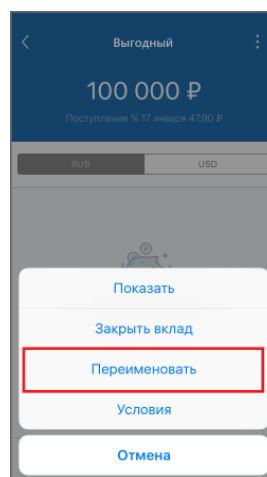 Выгодный
100 000 ₽
Поступление % 17 января 47,90 ₽
RUB USD
Показать
Закрыть вклад
Переименовать
Условия
Отмена